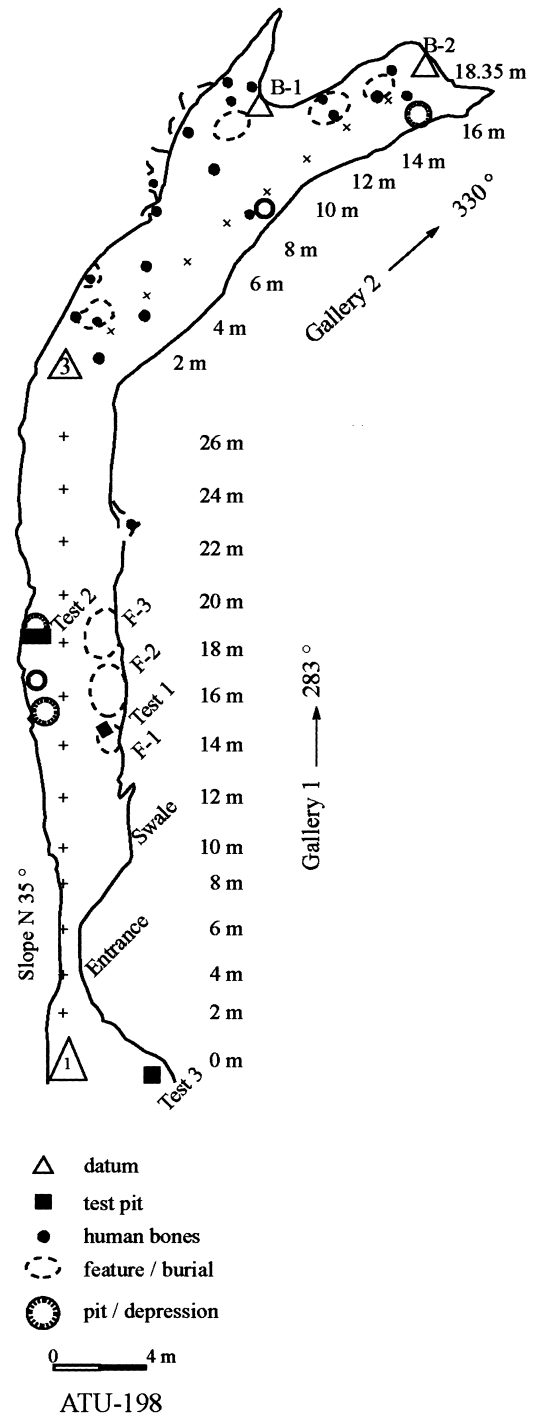 B-2
B-1
18.35 m
16 m
14 m
12 m
10 m
8 m
6 m
4 m
2 m
330 °
Gallery 2
3
26 m
24 m
22 m
20 m
18 m
16 m
14 m
12 m
10 m
8 m
6 m
4 m
2 m
0 m
Test 2
F-3
F-2
Test 1
F-1
283 °
Gallery 1
Swale
Slope N 35 °
Entrance
1
Test 3
datum
test pit
human bones
feature / burial
pit / depression
0 4 m
ATU-198